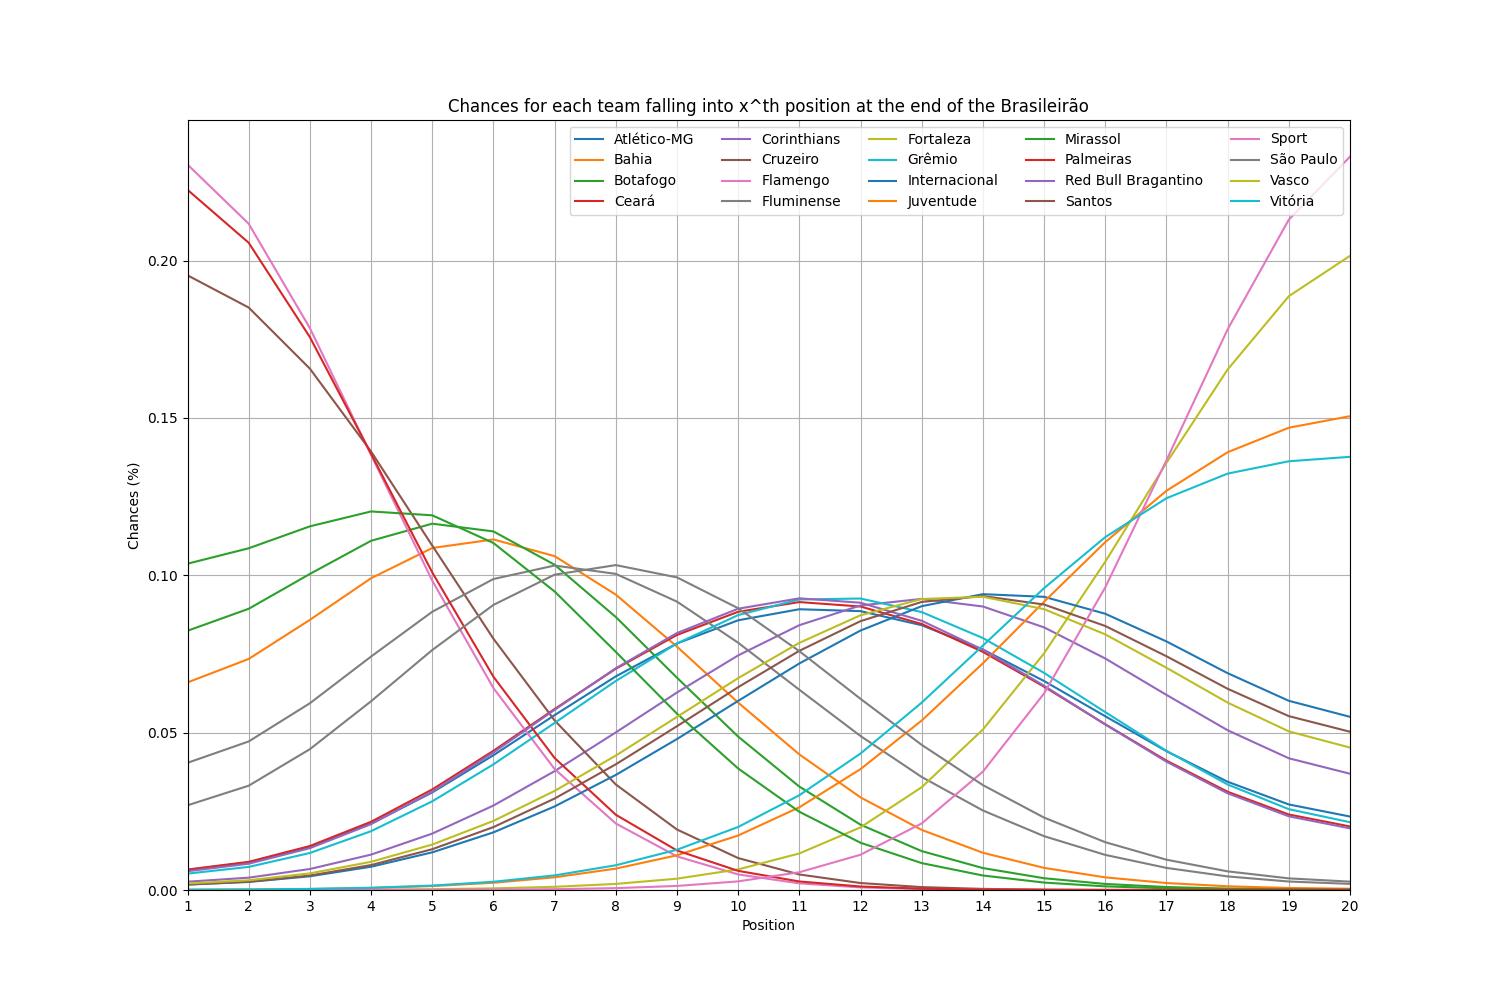 Chances for each team falling into x^th position at the end of the Brasileirão
Atlético-MG
Bahia
Botafogo
Ceará
Corinthians
Cruzeiro
Flamengo
Fluminense
Fortaleza
Grêmio
Internacional
Juventude
Mirassol
Palmeiras
Red Bull Bragantino
Santos
Sport
São Paulo
Vasco
Vitória
Chances (%)
0.20
0.15
0.10
0.05
0.00
1 2 3 4 5 6 7 8 9 10 11 12 13 14 15 16 17 18 19 20
Position